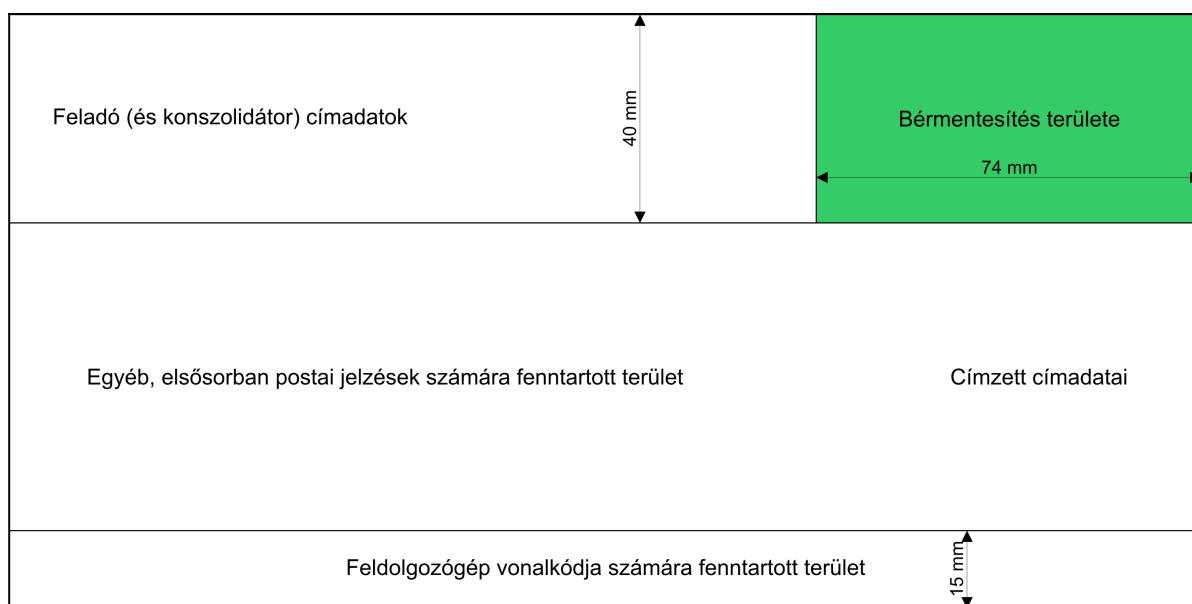 Feladó (és konszolidátor) címadatok
40 mm
Bérmentesítés területe
74 mm
Egyéb, elsősorban postai jelzések számára fenntartott terület
Címzett címadatai
Feldolgozógép vonalkódja számára fenntartott terület
15 mm